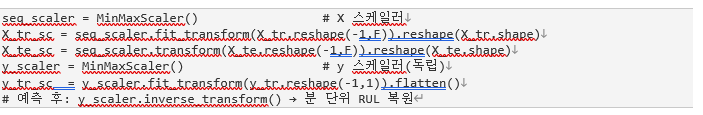 seq_scaler = MinMaxScaler()                # X 스케일러↓
X_tr_sc = seq_scaler.fit_transform(X_tr.reshape(-1,F)).reshape(X_tr.shape)↓
X_te_sc = seq_scaler.transform(X_te.reshape(-1,F)).reshape(X_te.shape)↓
y_scaler = MinMaxScaler()                  # y 스케일러(독립)↓
y_tr_sc  = y_scaler.fit_transform(y_tr.reshape(-1,1)).flatten()↓
# 예측 후: y_scaler.inverse_transform() → 분 단위 RUL 복원↵